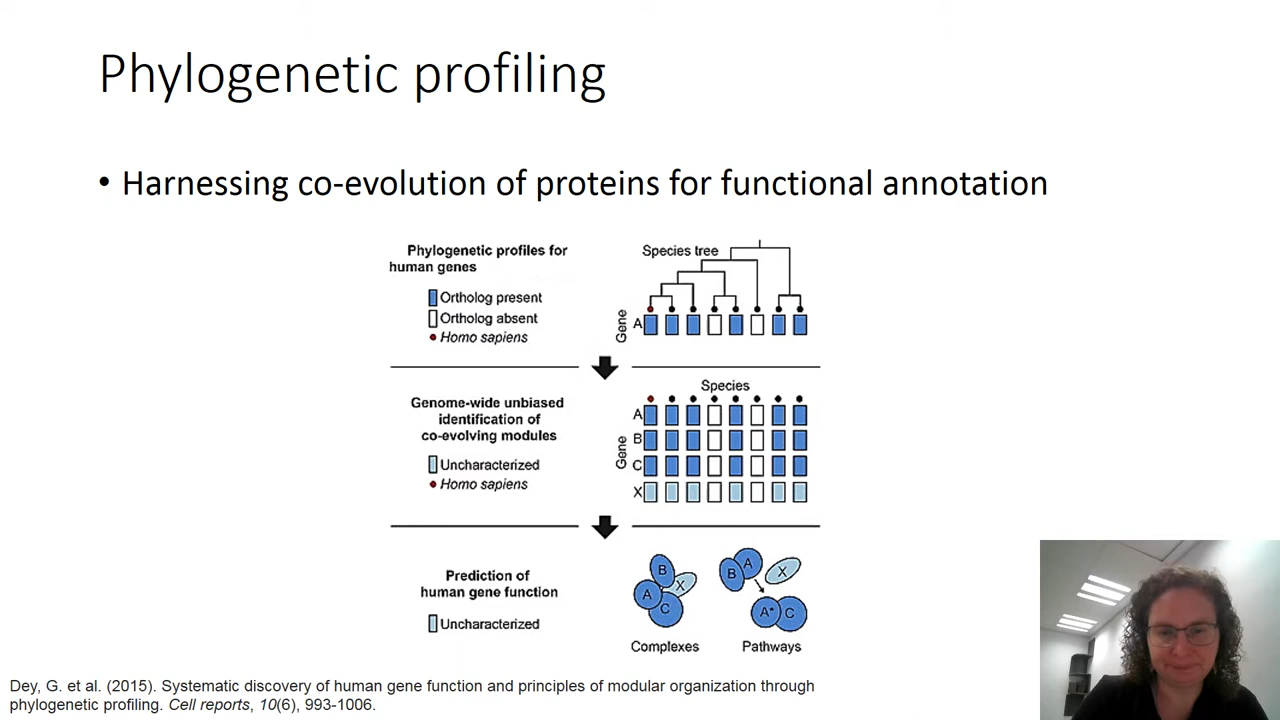 Phylogenetic profiling
• Harnessing co-evolution of proteins for functional annotation
Phylogenetic profiles for
human genes
Ortholog present
Ortholog absent
Homo sapiens
Species tree
Gene
A
Genome-wide unbiased
identification of
co-evolving modules
Uncharacterized
Homo sapiens
Species
Gene
A
B
C
X
Prediction of
human gene function
Uncharacterized
B
X
A
C
Complexes
A
B
X
A* C
Pathways
Dey, G. et al. (2015). Systematic discovery of human gene function and principles of modular organization through
phylogenetic profiling. Cell reports, 10(6), 993-1006.